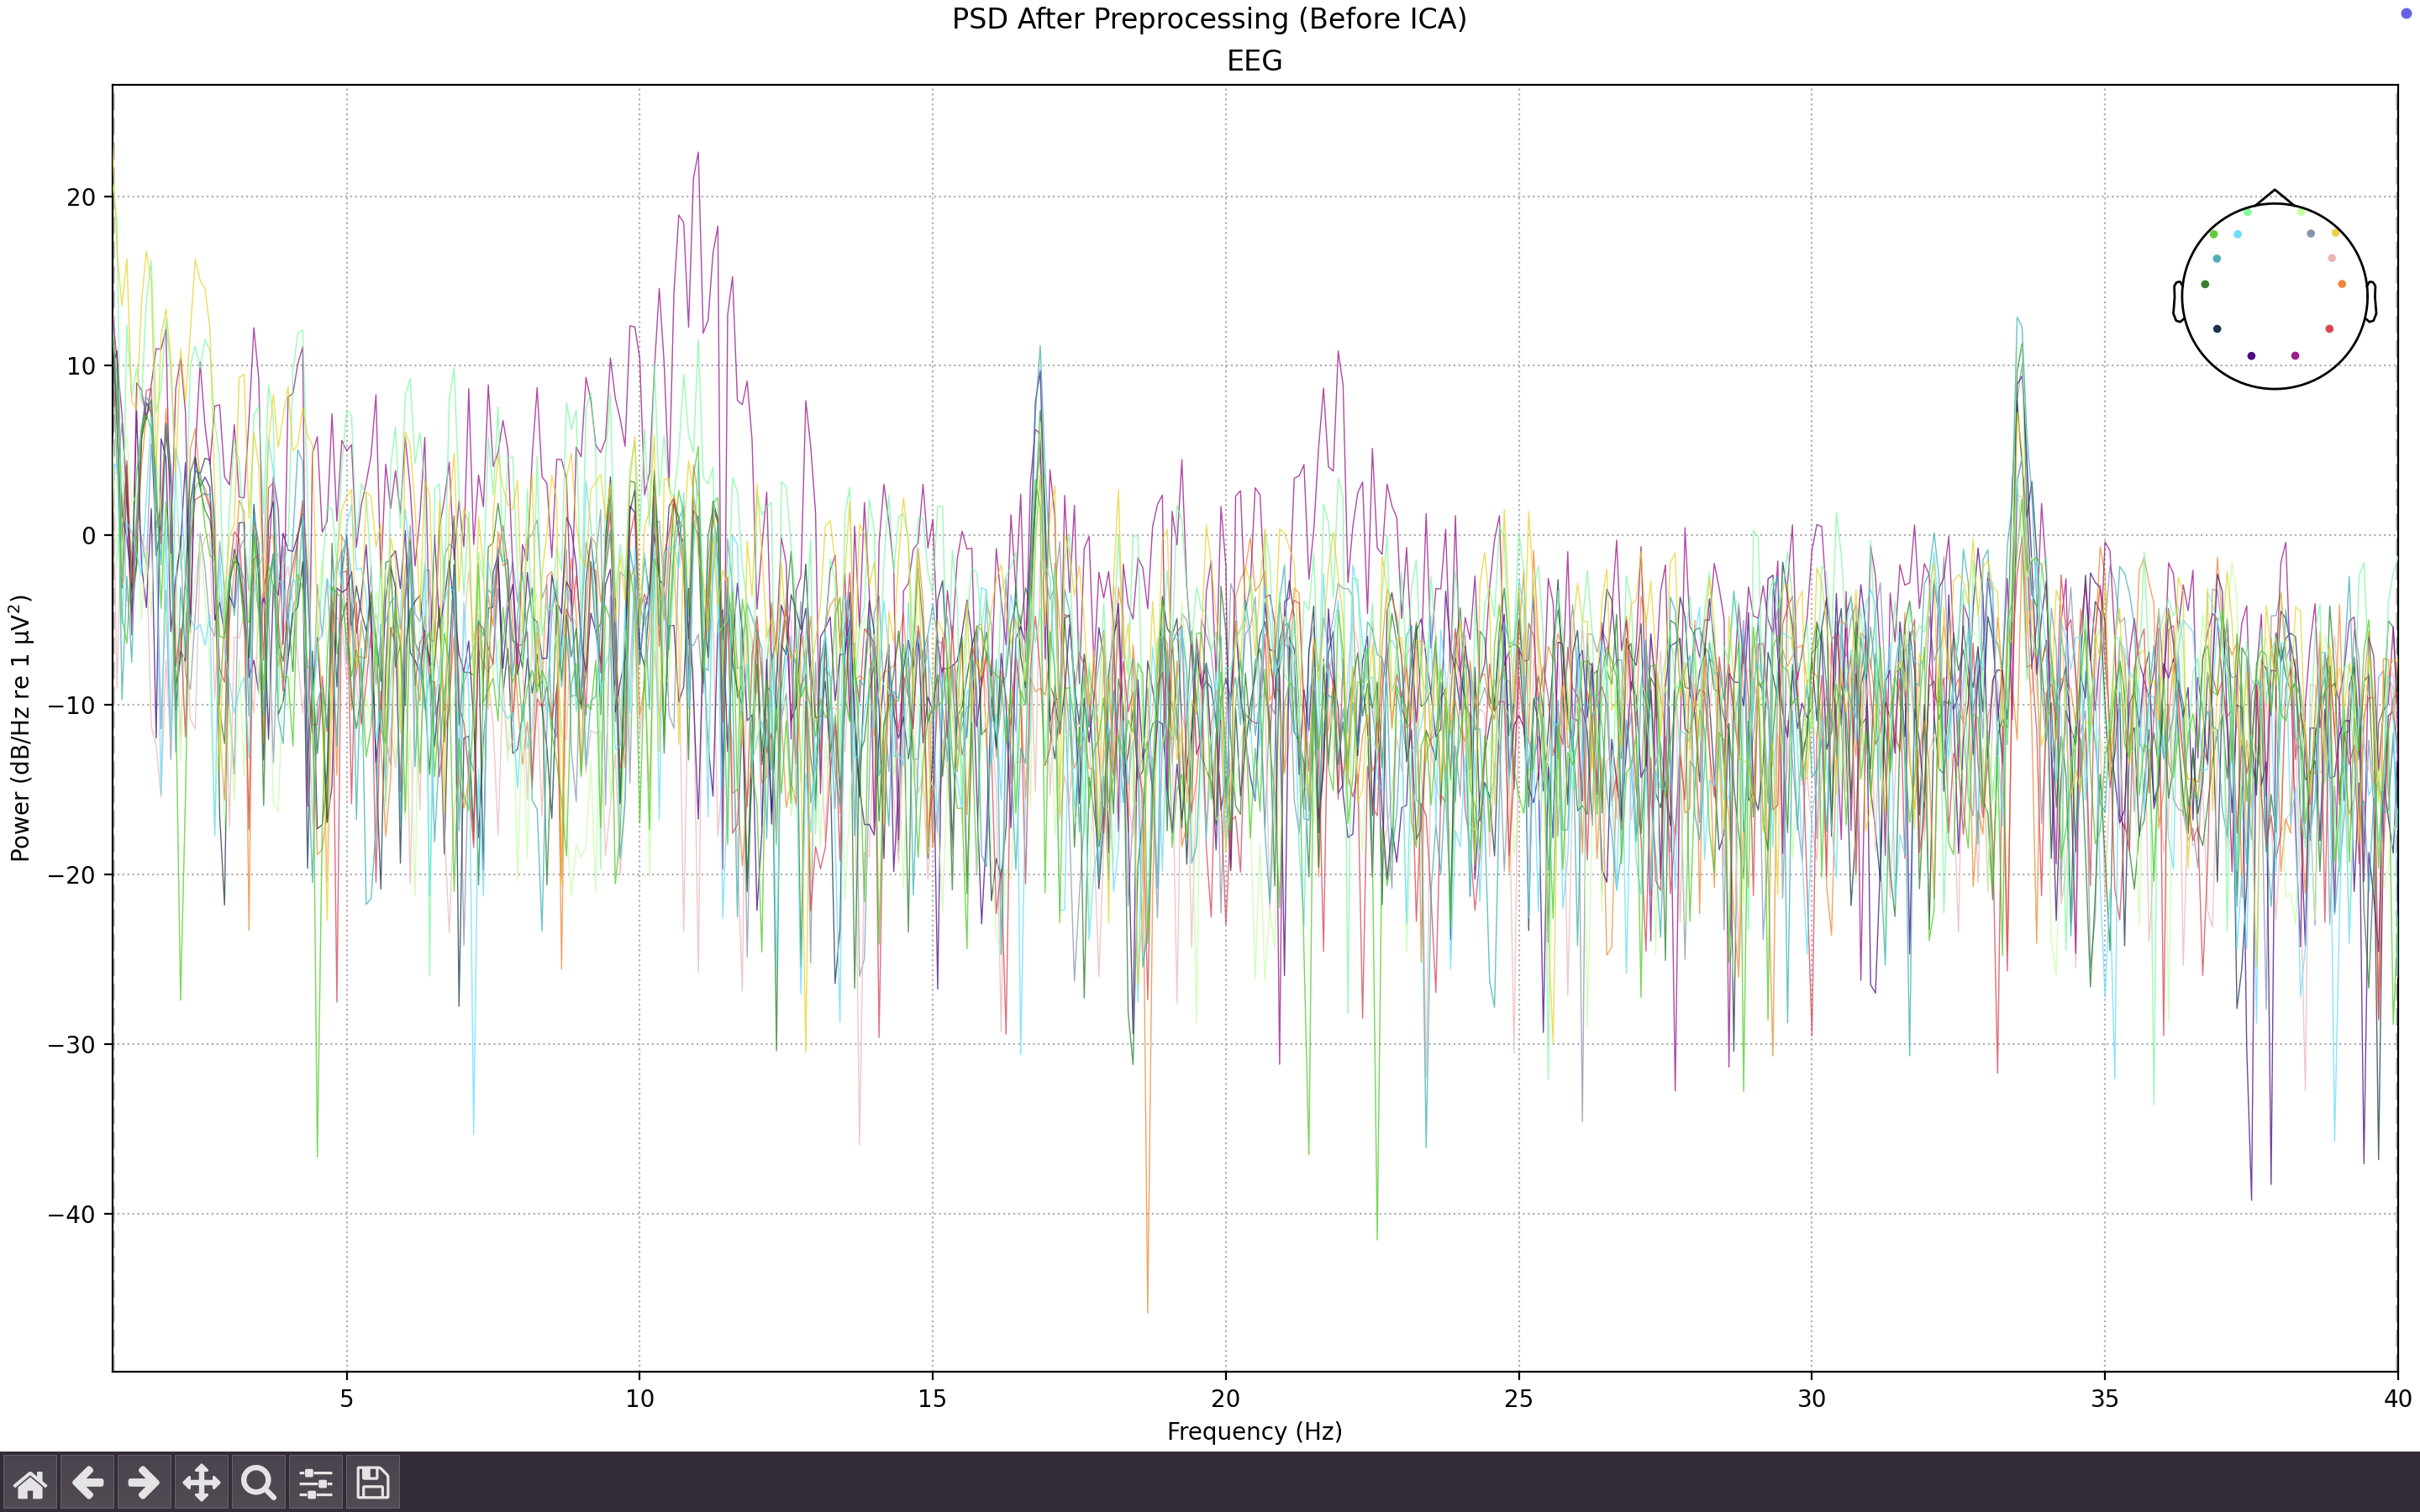 PSD After Preprocessing (Before ICA)
EEG
20
10
0
−10
−20
−30
−40
Power (dB/Hz re 1 µV²)
5 10 15 20 25 30 35 40
Frequency (Hz)